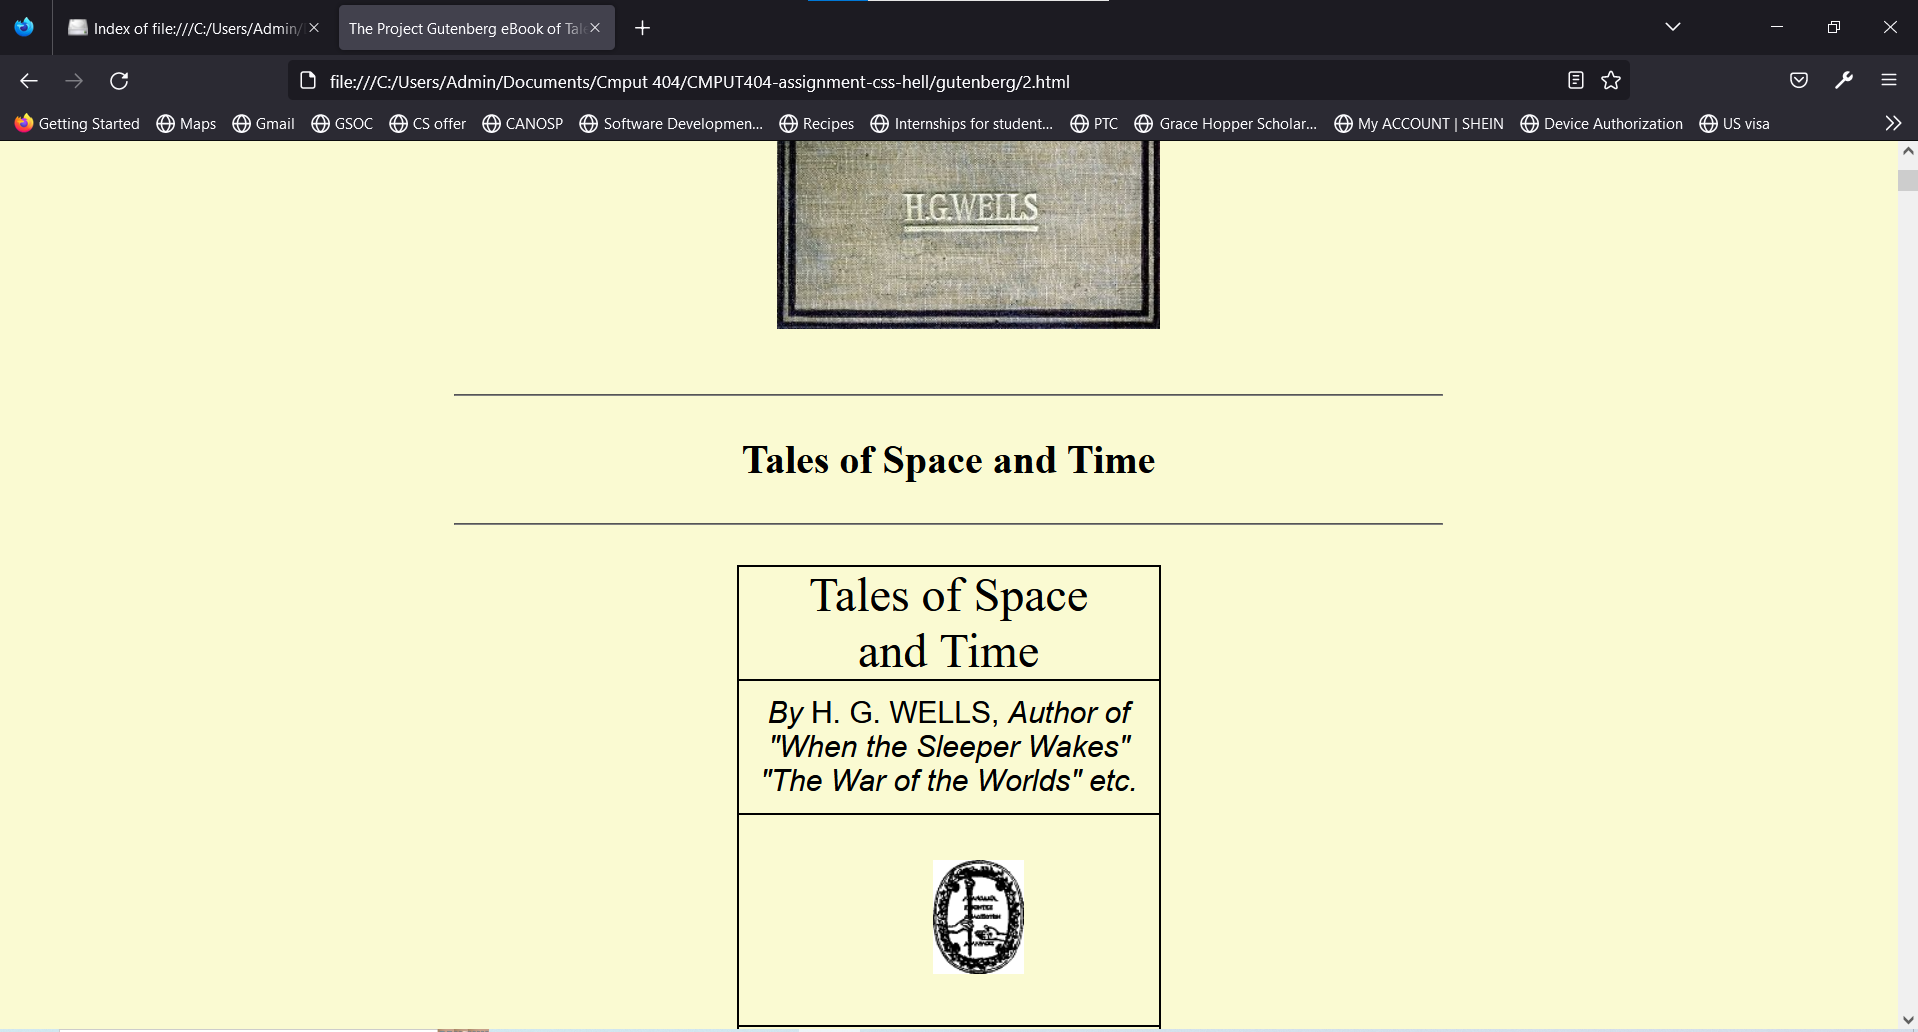 Index of file:///C:/Users/Admin/
The Project Gutenberg eBook of Tale
file:///C:/Users/Admin/Documents/Cmput 404/CMPUT404-assignment-css-hell/gutenberg/2.html
Getting Started Maps Gmail GSOC CS offer CANOSP Software Developmen... Recipes Internships for student... PTC Grace Hopper Scholar... My ACCOUNT | SHEIN Device Authorization US visa
H.G.WELLS
Tales of Space and Time
Tales of Space
and Time
By H. G. WELLS, Author of
"When the Sleeper Wakes"
"The War of the Worlds" etc.